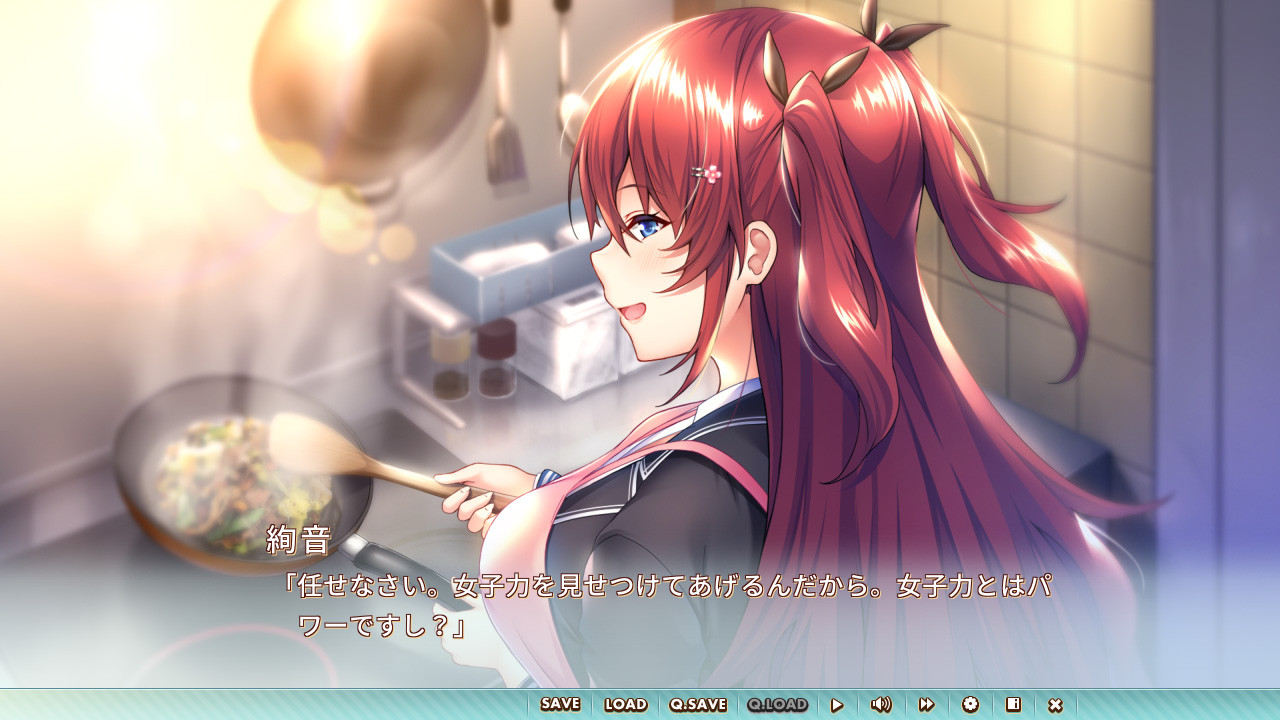 絢音
「任せなさい。女子力を見せつけてあげるんだから。女子力とはパ
ワーですし？」
SAVE LOAD Q.SAVE Q.LOAD